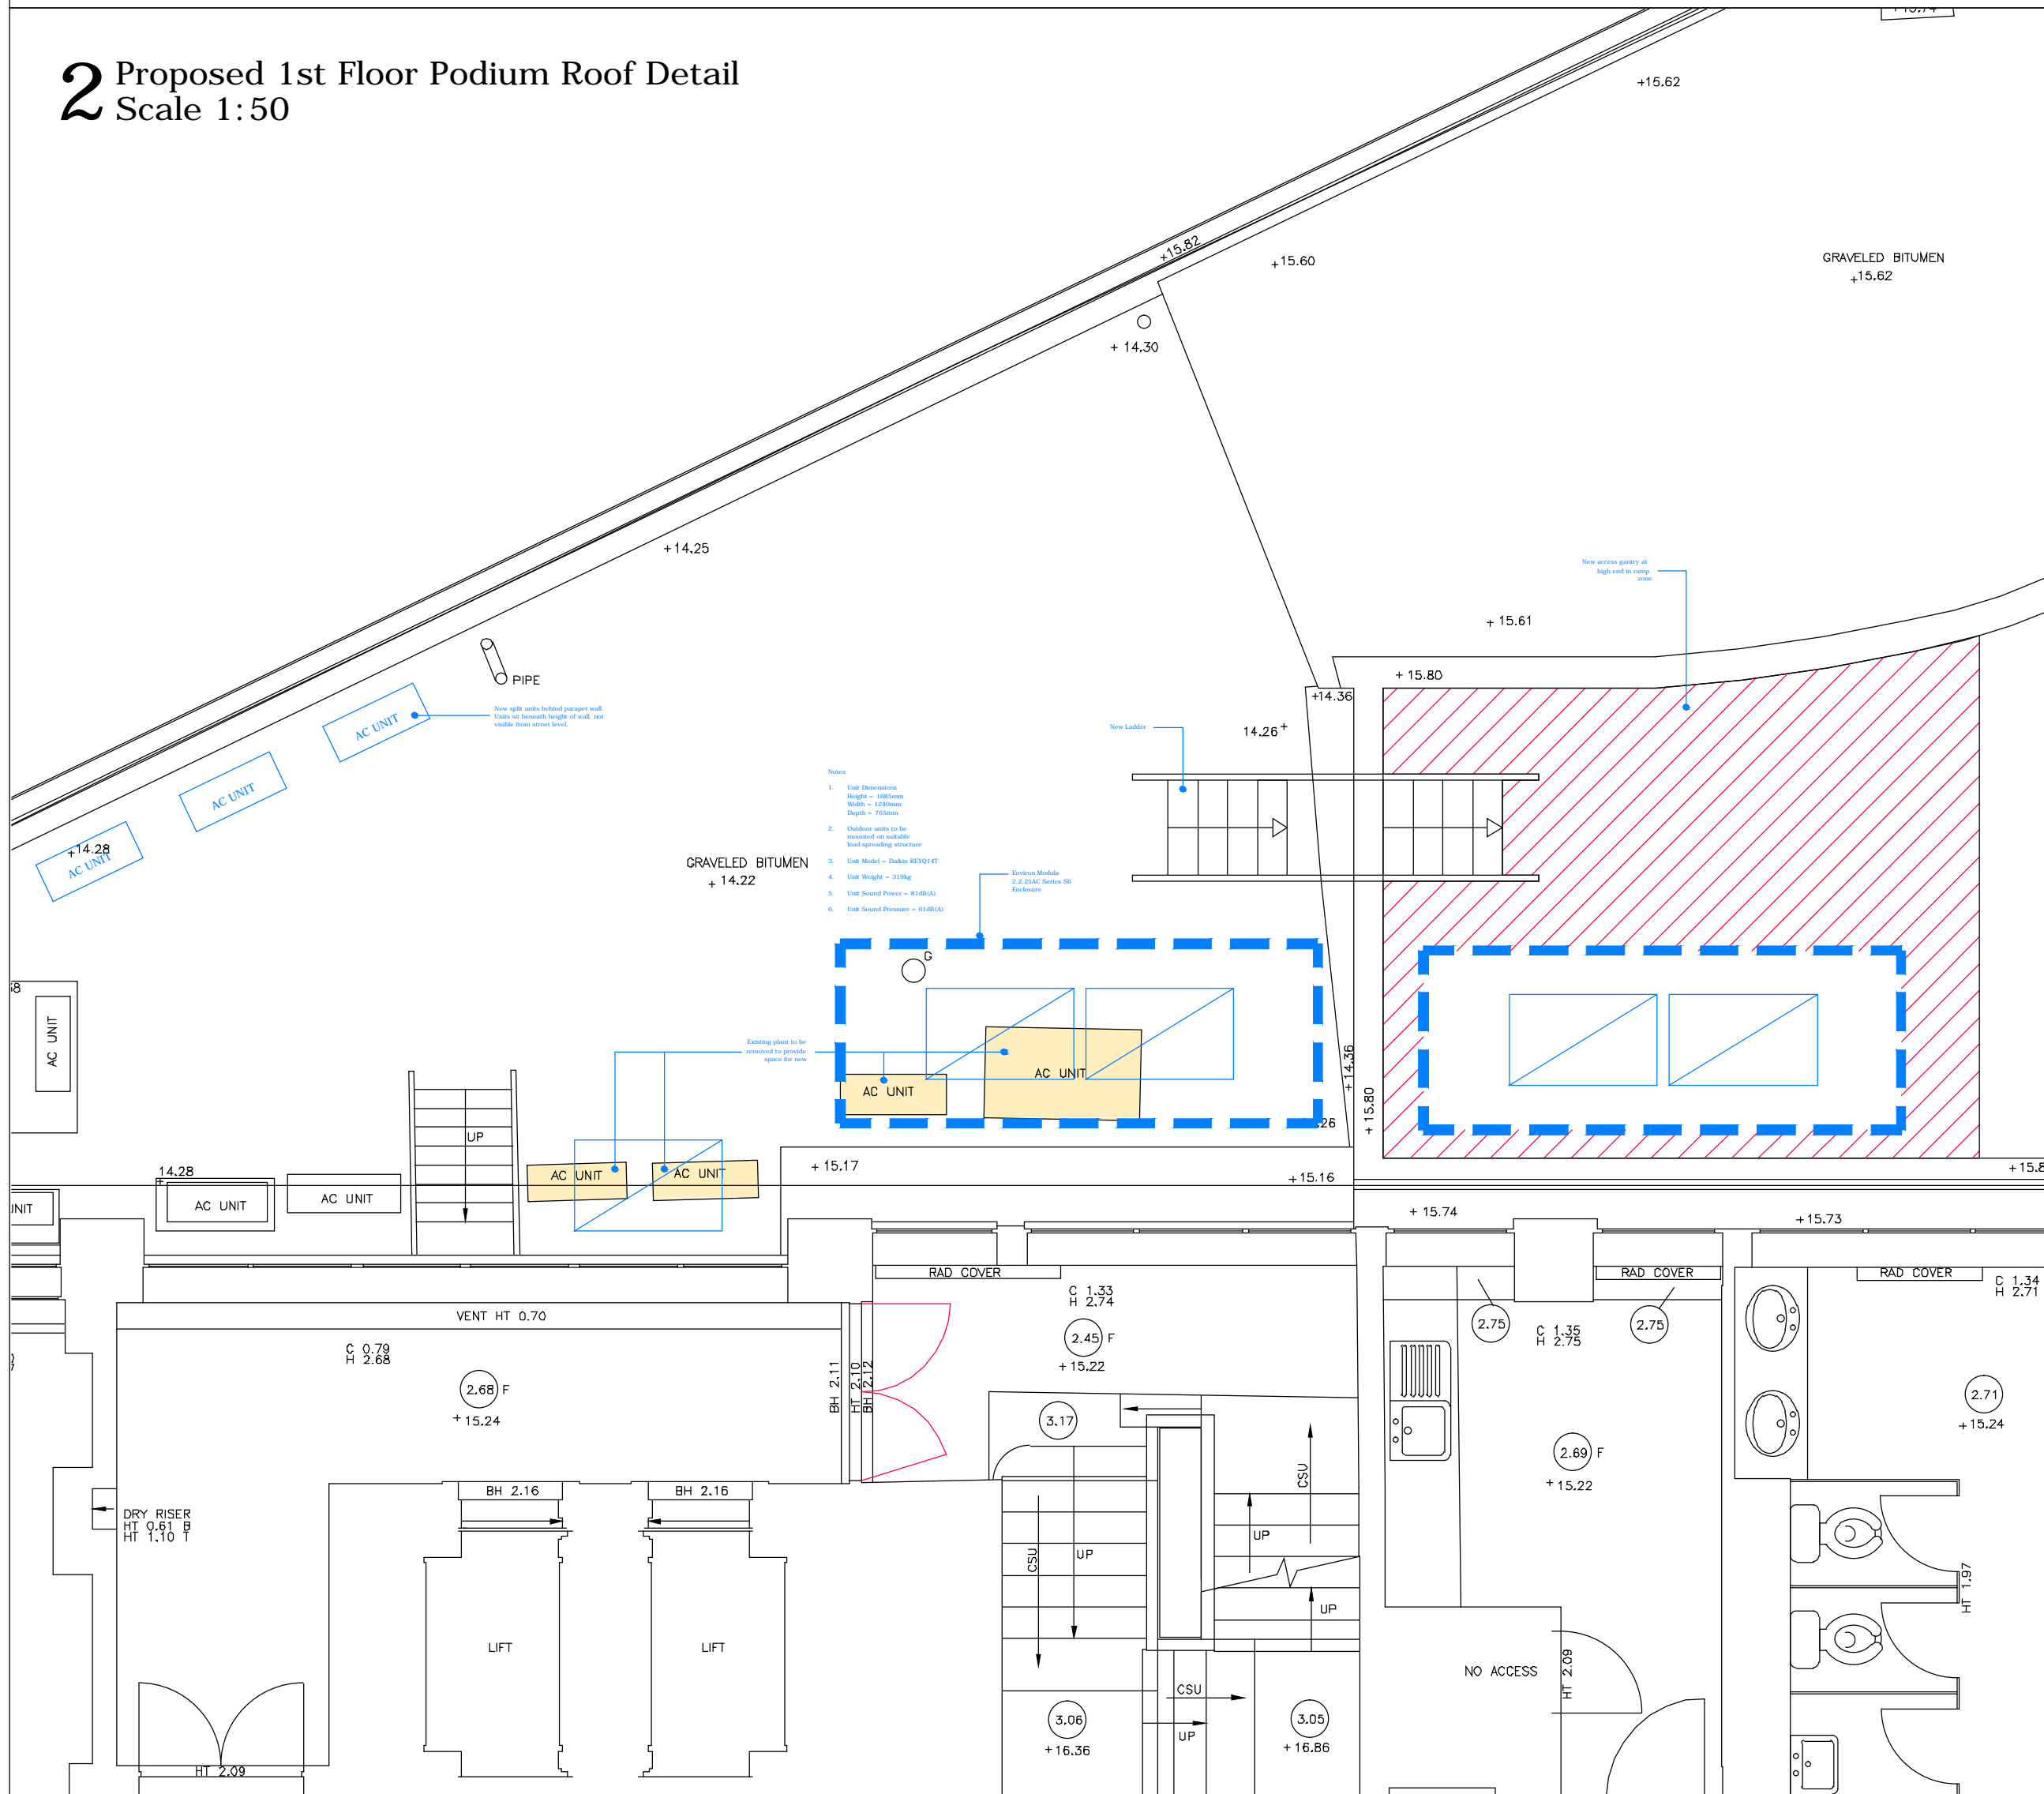 2 Proposed 1st Floor Podium Roof Detail
Scale 1:50
+15.62
×15.82
+15.60
GRAVELED BITUMEN
+15.62
+ 14.30
+14.25
New access gantry at
high end in ramp
zone
+ 15.61
PIPE
+ 15.80
+14.36
New split units behind parapet wall.
Units sit beneath height of wall, not
visible from street level.
AC UNIT
New Ladder
14.26 +
AC UNIT
Notes
1. Unit Dimensions
Height = 1685mm
Width = 1240mm
Depth = 765mm
2. Outdoor units to be
mounted on suitable
load spreading structure
3. Unit Model = Daikin REYQ14T
4. Unit Weight = 319kg
5. Unit Sound Power = 81dB(A)
6. Unit Sound Pressure = 61dB(A)
+14.28
AC UNIT
GRAVELED BITUMEN
+ 14.22
Environ Modula
2.2.25AC Series S6
Enclosure
G
AC UNIT
Existing plant to be
removed to provide
space for new
AC UNIT
AC UNIT
+14.36
+15.80
UP
14.28
+
AC UNIT
AC UNIT
AC UNIT
AC UNIT
+ 15.17
+ 15.16
+ 15.74
+ 15.73
RAD COVER
RAD COVER
RAD COVER
C 1.33
H 2.74
C 1.34
H 2.71
VENT HT 0.70
2.45 F
+ 15.22
2.75
2.75
C 1.35
H 2.75
C 0.79
H 2.68
2.68 F
+ 15.24
BH 2.11
HT 2.10
BH 2.12
3.17
2.71
+ 15.24
2.69 F
+ 15.22
BH 2.16
BH 2.16
CSU
DRY RISER
HT 0.61 B
HT 1.10 T
UP
CSU
UP
UP
HT 1.97
LIFT
LIFT
NO ACCESS
HT 2.09
CSU
UP
3.06
+ 16.36
3.05
+ 16.86
HT 2.09